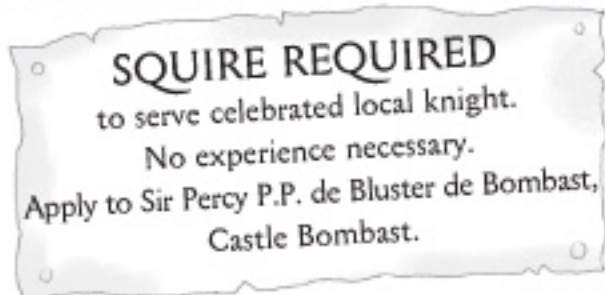 SQUIRE REQUIRED
to serve celebrated local knight.
No experience necessary.
Apply to Sir Percy P.P. de Bluster de Bombast,
Castle Bombast.